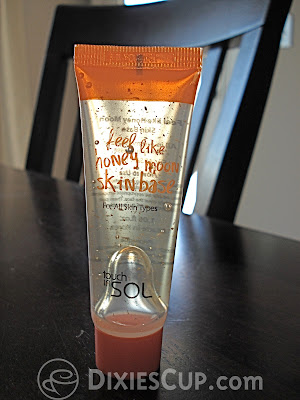 feel like
honey moon
skin base
For All Skin Types
touch
in
SOL
© DixiesCup.com